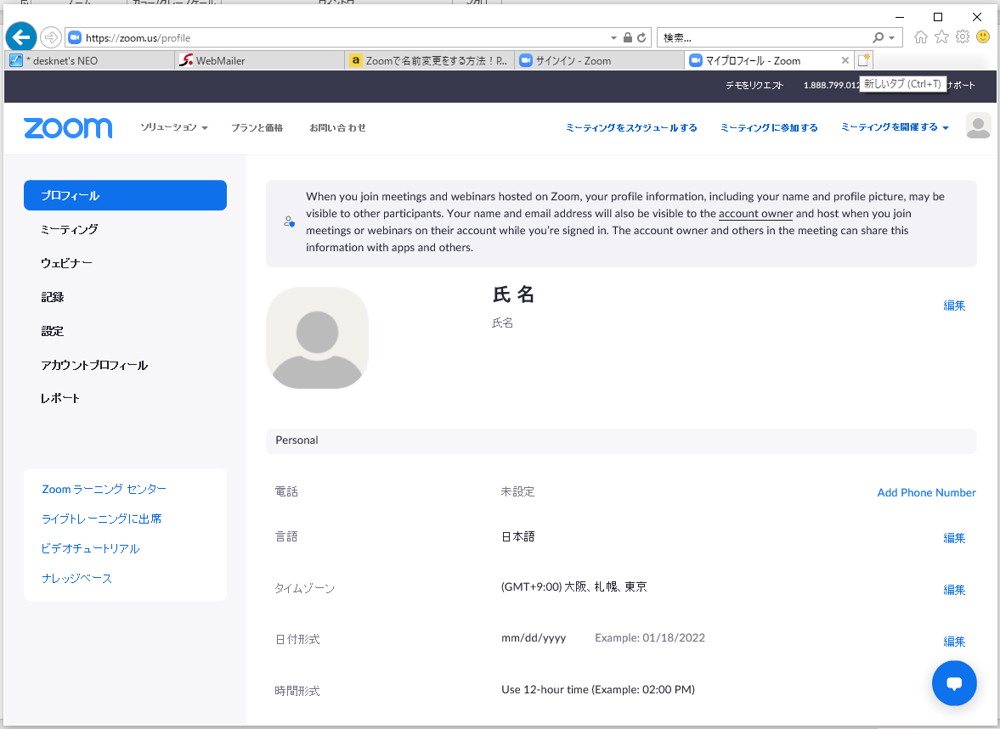 https://zoom.us/profile
検索...
* desknet's NEO
WebMailer
Zoomで名前変更をする方法！P...
サインイン - Zoom
マイプロフィール - Zoom
デモをリクエスト
1.888.799.012
新しいタブ (Ctrl+T)
サポート
zoom
ソリューション
プランと価格
お問い合わせ
ミーティングをスケジュールする
ミーティングに参加する
ミーティングを開催する
プロフィール
ミーティング
ウェビナー
記録
設定
アカウントプロフィール
レポート
Zoom ラーニング センター
ライブトレーニングに出席
ビデオチュートリアル
ナレッジベース
When you join meetings and webinars hosted on Zoom, your profile information, including your name and profile picture, may be
visible to other participants. Your name and email address will also be visible to the account owner and host when you join
meetings or webinars on their account while you're signed in. The account owner and others in the meeting can share this
information with apps and others.
氏 名
編集
氏名
Personal
電話 未設定 Add Phone Number
言語 日本語 編集
タイムゾーン (GMT+9:00) 大阪、札幌、東京 編集
日付形式 mm/dd/yyyy Example: 01/18/2022 編集
時間形式 Use 12-hour time (Example: 02:00 PM)